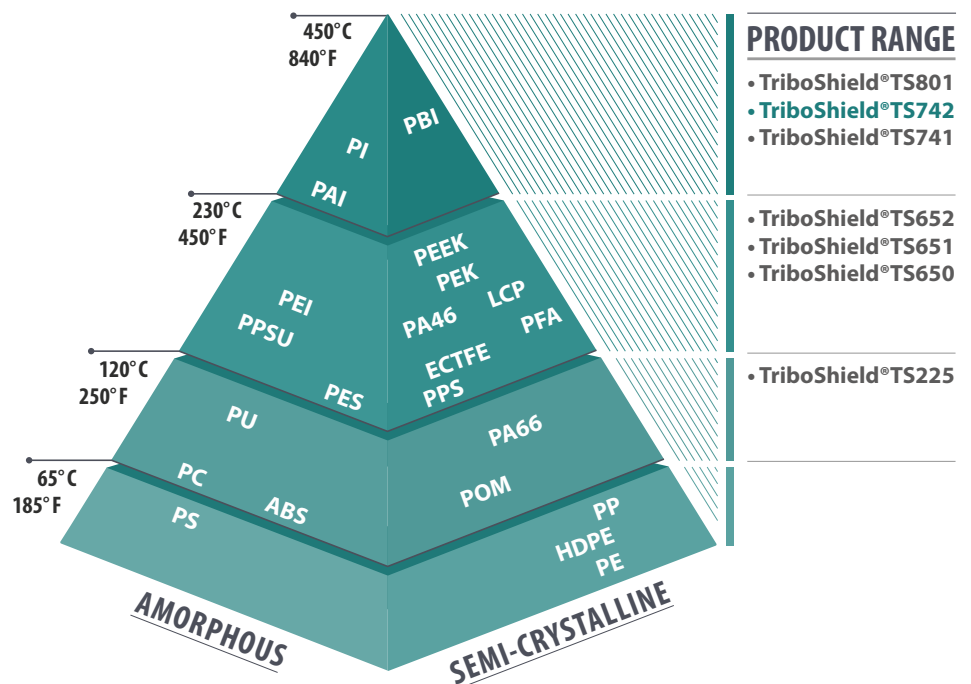 450°C
840°F
PRODUCT RANGE
• TriboShield®TS801
• TriboShield®TS742
• TriboShield®TS741
PBI
PI
PAI
230°C
450°F
• TriboShield®TS652
• TriboShield®TS651
• TriboShield®TS650
PEEK
PEK
LCP
PEI
PA46
PFA
PPSU
ECTFE
PPS
PES
120°C
250°F
• TriboShield®TS225
PU
PA66
PC
POM
ABS
65°C
185°F
PS
PP
HDPE
PE
AMORPHOUS
SEMI-CRYSTALLINE